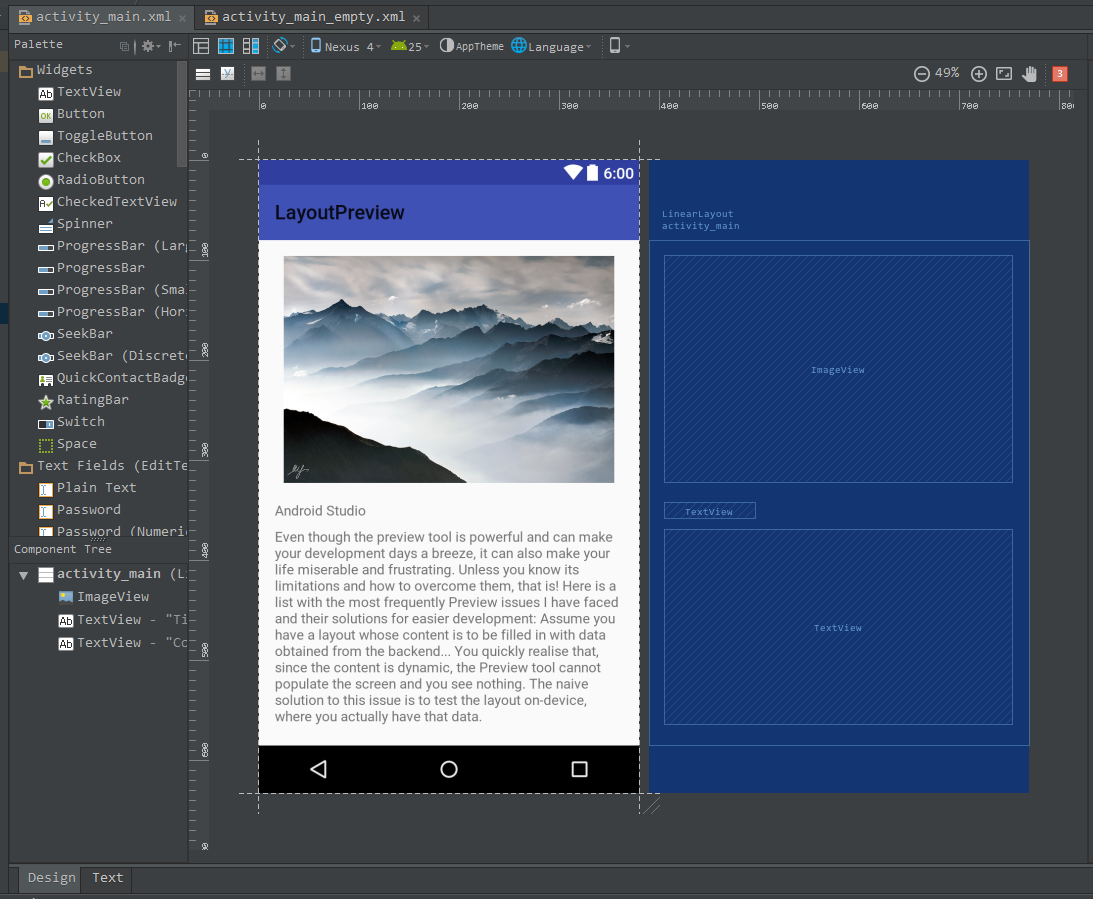 activity_main.xml
activity_main_empty.xml
Palette
Nexus 4
25
AppTheme
Language
Widgets
49%
3
TextView
0 100 200 300 400 500 600 700
Button
ToggleButton
CheckBox
RadioButton
CheckedTextView
Spinner
ProgressBar (Lar
ProgressBar
ProgressBar (Sma
ProgressBar (Hor
SeekBar
SeekBar (Discret
QuickContactBadg
RatingBar
Switch
Space
Text Fields (EditTe
Plain Text
Password
Password (Numeric
Component Tree
activity_main (L
ImageView
TextView - "Ti
TextView - "Co
0
100
200
300
400
500
600
6:00
LayoutPreview
Android Studio
Even though the preview tool is powerful and can make
your development days a breeze, it can also make your
life miserable and frustrating. Unless you know its
limitations and how to overcome them, that is! Here is a
list with the most frequently Preview issues I have faced
and their solutions for easier development: Assume you
have a layout whose content is to be filled in with data
obtained from the backend... You quickly realise that,
since the content is dynamic, the Preview tool cannot
populate the screen and you see nothing. The naive
solution to this issue is to test the layout on-device,
where you actually have that data.
LinearLayout
activity_main
ImageView
TextView
TextView
Design
Text